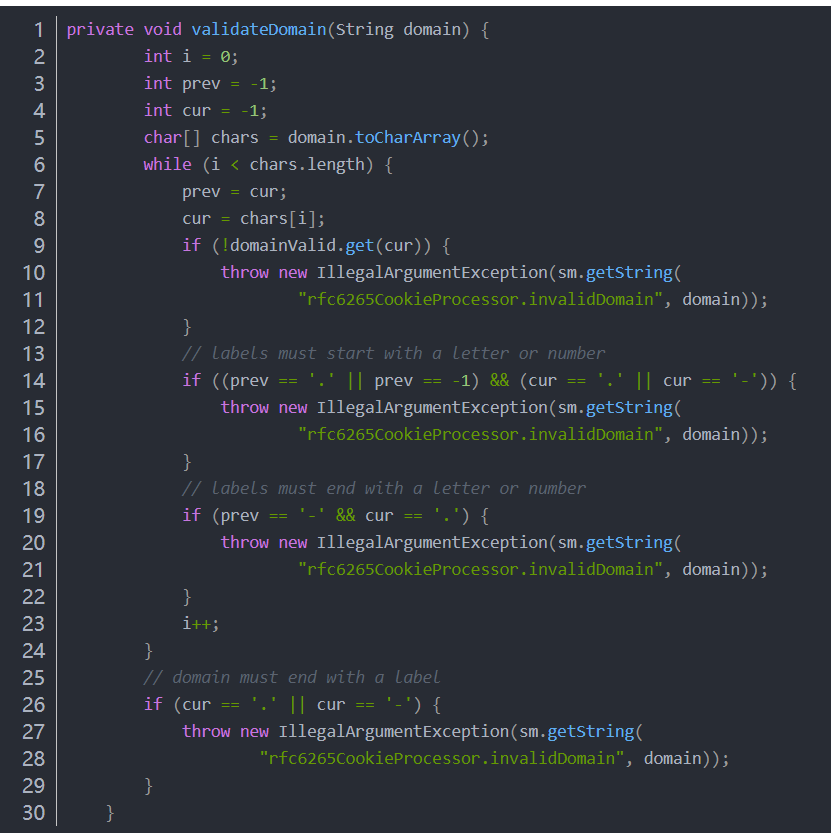 1 private void validateDomain(String domain) {
2 int i = 0;
3 int prev = -1;
4 int cur = -1;
5 char[] chars = domain.toCharArray();
6 while (i < chars.length) {
7 prev = cur;
8 cur = chars[i];
9 if (!domainValid.get(cur)) {
10 throw new IllegalArgumentException(sm.getString(
11 "rfc6265CookieProcessor.invalidDomain", domain));
12 }
13 // labels must start with a letter or number
14 if ((prev == '.' || prev == -1) && (cur == '.' || cur == '-')) {
15 throw new IllegalArgumentException(sm.getString(
16 "rfc6265CookieProcessor.invalidDomain", domain));
17 }
18 // labels must end with a letter or number
19 if (prev == '-' && cur == '.') {
20 throw new IllegalArgumentException(sm.getString(
21 "rfc6265CookieProcessor.invalidDomain", domain));
22 }
23 i++;
24 }
25 // domain must end with a label
26 if (cur == '.' || cur == '-') {
27 throw new IllegalArgumentException(sm.getString(
28 "rfc6265CookieProcessor.invalidDomain", domain));
29 }
30 }